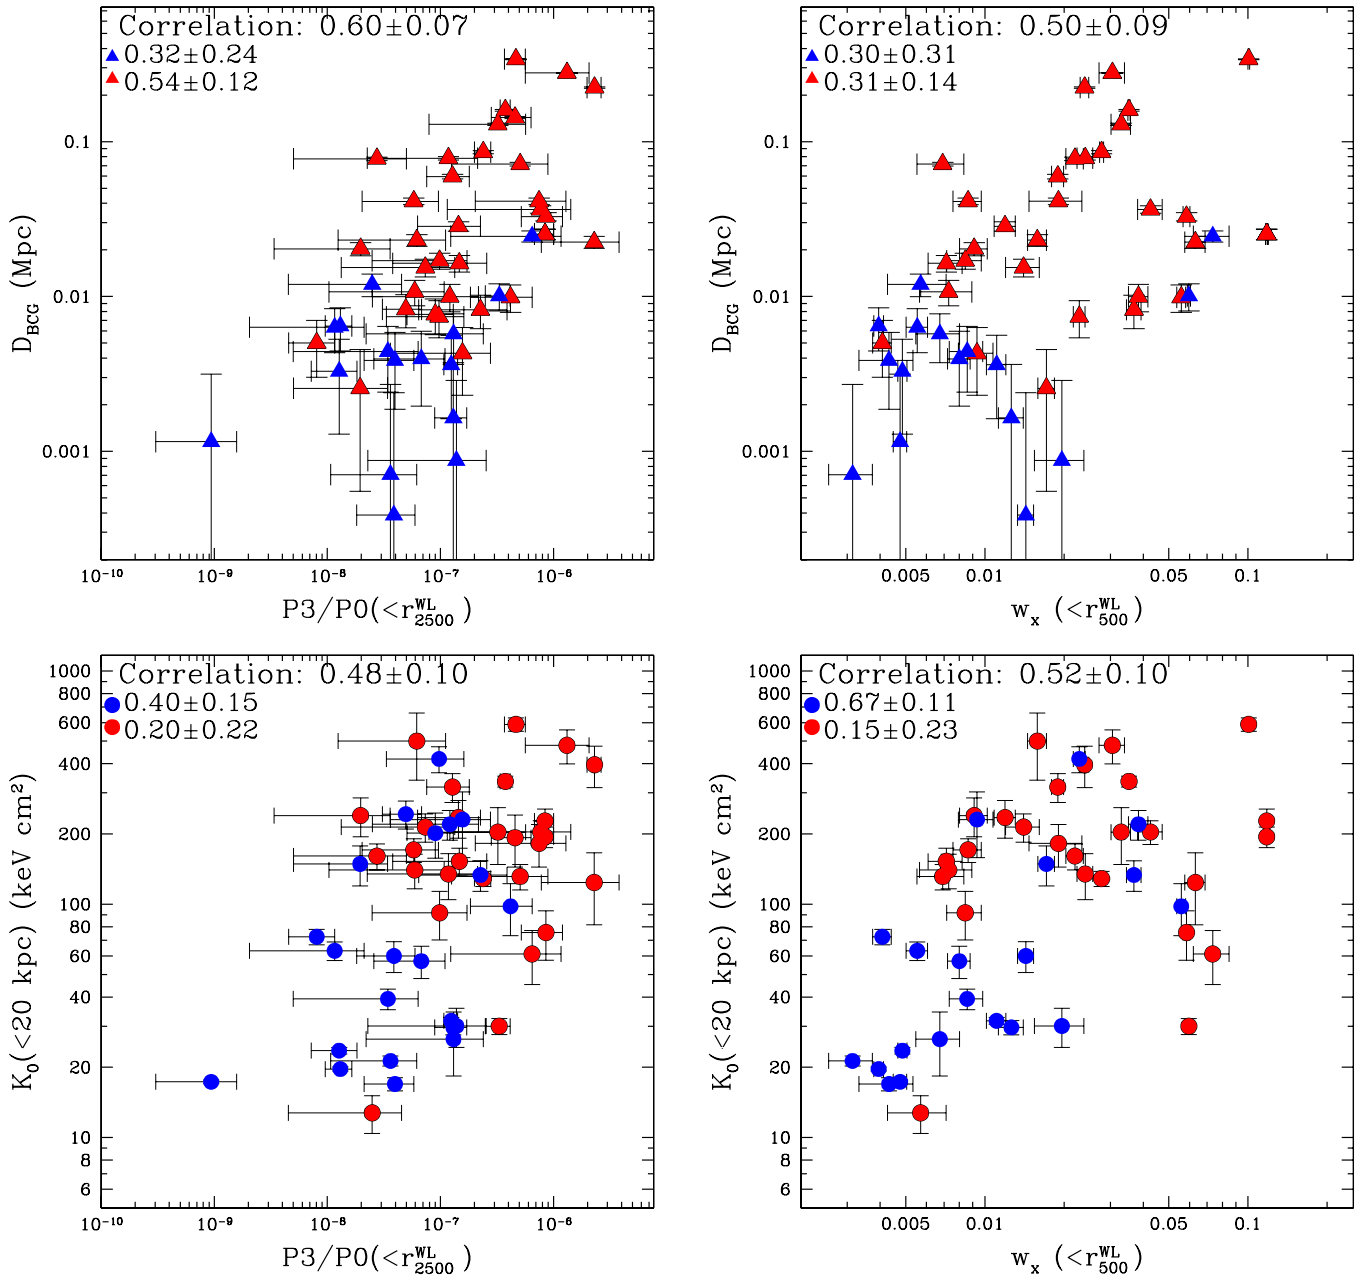 Correlation: 0.60±0.07
0.32±0.24
0.54±0.12
0.1
0.01
0.001
D_BCG (Mpc)
10⁻¹⁰ 10⁻⁹ 10⁻⁸ 10⁻⁷ 10⁻⁶
P3/P0(<r^WL_2500)
Correlation: 0.50±0.09
0.30±0.31
0.31±0.14
0.1
0.01
0.001
D_BCG (Mpc)
0.005 0.01 0.05 0.1
w_x (<r^WL_500)
Correlation: 0.48±0.10
0.40±0.15
0.20±0.22
1000
800
600
400
200
100
80
60
40
20
10
8
6
K_0(<20 kpc) (keV cm²)
10⁻¹⁰ 10⁻⁹ 10⁻⁸ 10⁻⁷ 10⁻⁶
P3/P0(<r^WL_2500)
Correlation: 0.52±0.10
0.67±0.11
0.15±0.23
1000
800
600
400
200
100
80
60
40
20
10
8
6
K_0(<20 kpc) (keV cm²)
0.005 0.01 0.05 0.1
w_x (<r^WL_500)